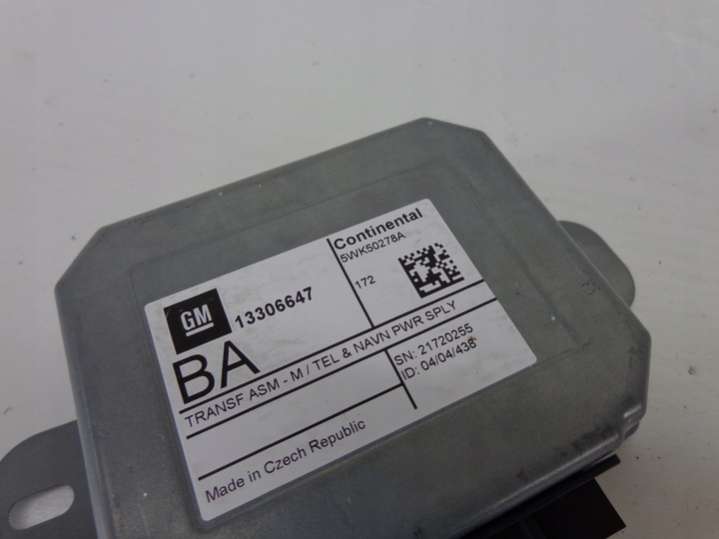 GM 13306647
BA
Continental
5WK50278A
172
TRANSF ASM - M / TEL & NAVN PWR SPLY
SN: 21720255
ID: 04/04/438
Made in Czech Republic